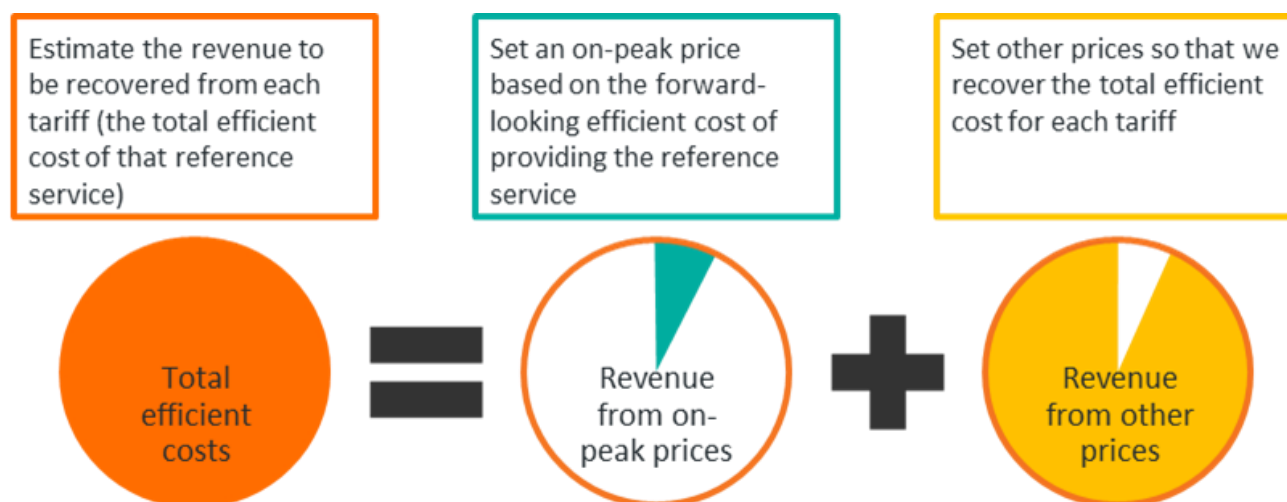 Estimate the revenue to
be recovered from each
tariff (the total efficient
cost of that reference
service)
Set an on-peak price
based on the forward-
looking efficient cost of
providing the reference
service
Set other prices so that we
recover the total efficient
cost for each tariff
Total
efficient
costs
Revenue
from on-
peak prices
Revenue
from other
prices